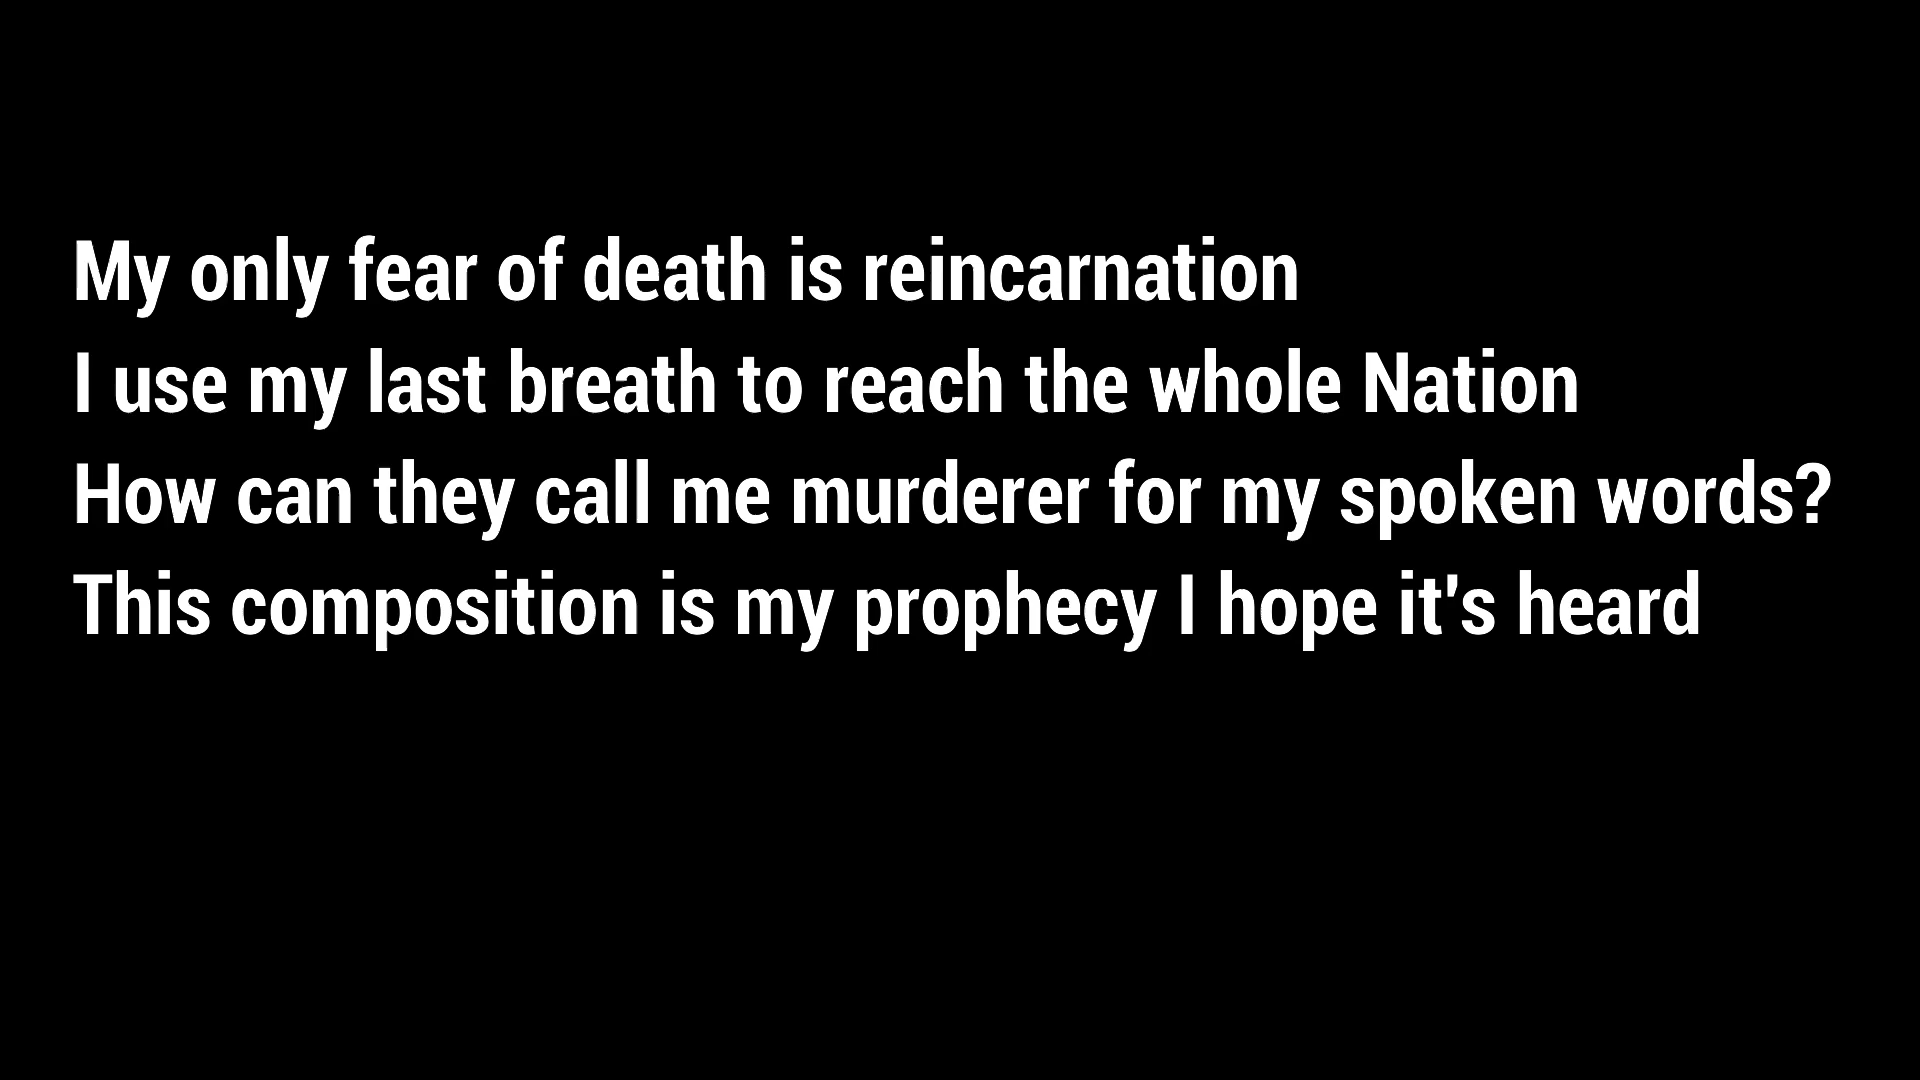 My only fear of death is reincarnation
I use my last breath to reach the whole Nation
How can they call me murderer for my spoken words?
This composition is my prophecy I hope it's heard